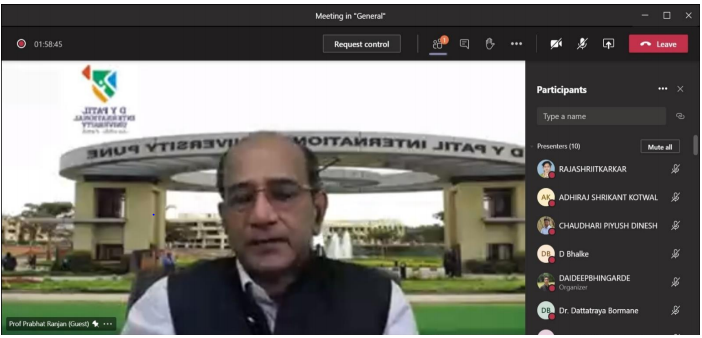 Meeting in "General"
01:58:45
Request control
1
Leave
D Y PATIL
INTERNATIONAL
UNIVERSITY
D Y PATIL INTERNATIONAL UNIVERSITY PUNE
Prof Prabhat Ranjan (Guest)
Participants
Type a name
Presenters (10)
Mute all
RAJASHRIITKARKAR
AK
ADHIRAJ SHRIKANT KOTWAL
CHAUDHARI PIYUSH DINESH
DB
D Bhalke
DAIDEEPBHINGARDE
Organizer
DB
Dr. Dattatraya Bormane